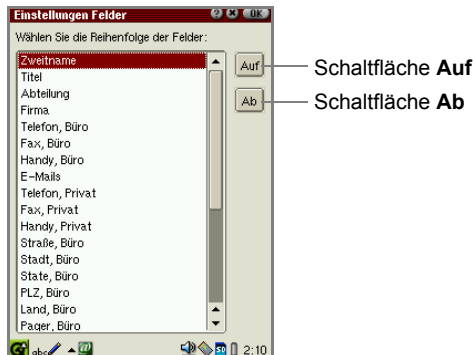 Einstellungen Felder ? OK
Wählen Sie die Reihenfolge der Felder:
Zweitname
Titel
Abteilung
Firma
Telefon, Büro
Fax, Büro
Handy, Büro
E-Mails
Telefon, Privat
Fax, Privat
Handy, Privat
Straße, Büro
Stadt, Büro
State, Büro
PLZ, Büro
Land, Büro
Pager, Büro
Auf
Ab
Schaltfläche Auf
Schaltfläche Ab
abc SD 2:10